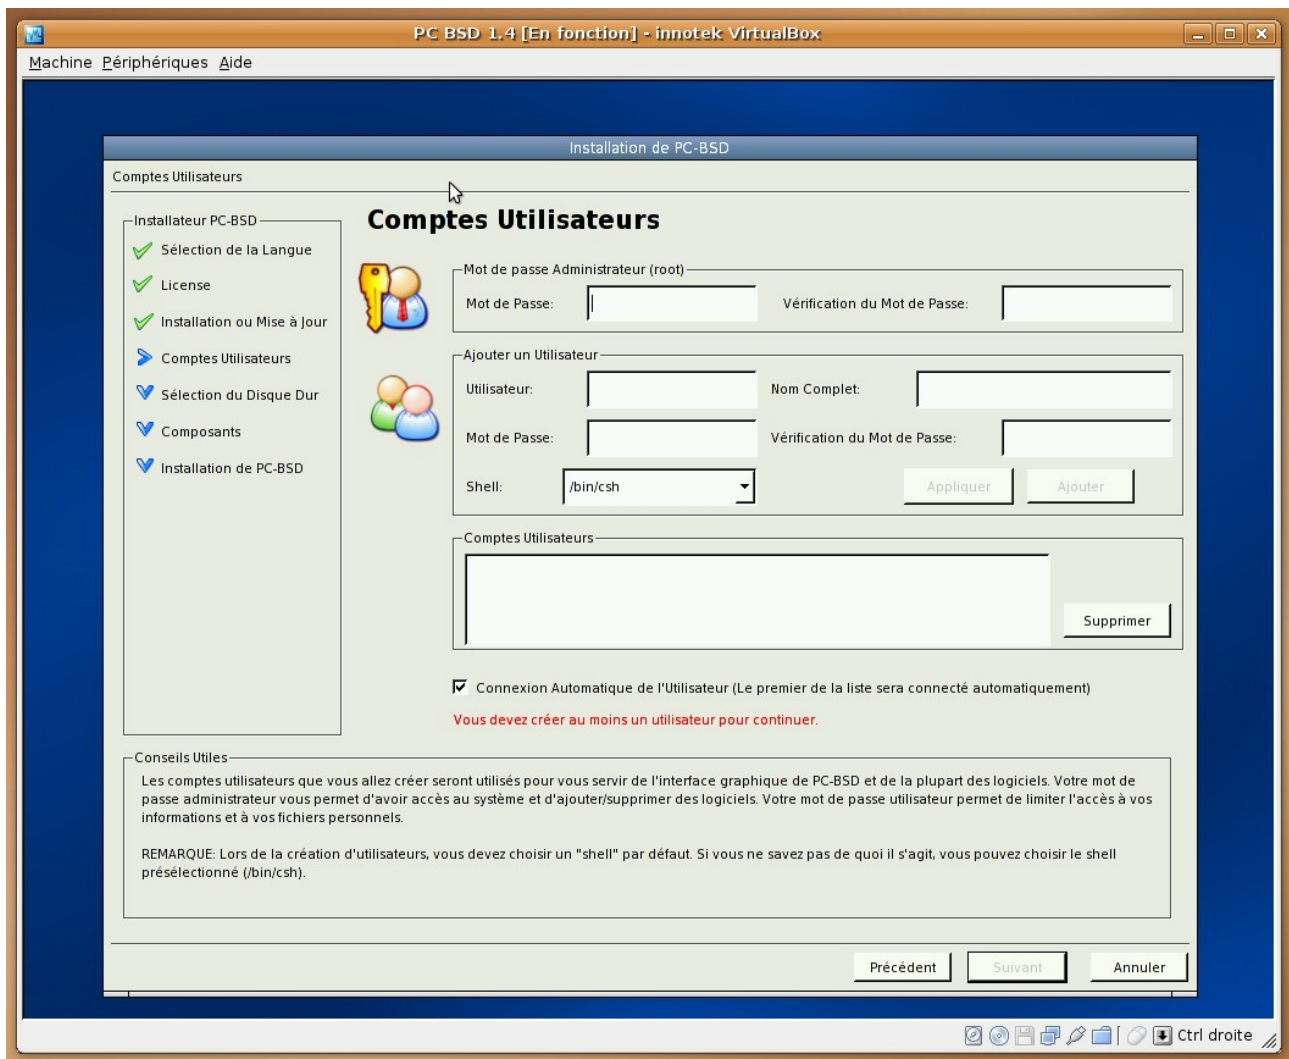 PC BSD 1.4 [En fonction] - innotek VirtualBox
Machine Périphériques Aide
Installation de PC-BSD
Comptes Utilisateurs
Installateur PC-BSD
Sélection de la Langue
License
Installation ou Mise à Jour
Comptes Utilisateurs
Sélection du Disque Dur
Composants
Installation de PC-BSD
Comptes Utilisateurs
Mot de passe Administrateur (root)
Mot de Passe: Vérification du Mot de Passe:
Ajouter un Utilisateur
Utilisateur: Nom Complet:
Mot de Passe: Vérification du Mot de Passe:
Shell: /bin/csh Appliquer Ajouter
Comptes Utilisateurs
Supprimer
Connexion Automatique de l'Utilisateur (Le premier de la liste sera connecté automatiquement)
Vous devez créer au moins un utilisateur pour continuer.
Conseils Utiles
Les comptes utilisateurs que vous allez créer seront utilisés pour vous servir de l'interface graphique de PC-BSD et de la plupart des logiciels. Votre mot de
passe administrateur vous permet d'avoir accès au système et d'ajouter/supprimer des logiciels. Votre mot de passe utilisateur permet de limiter l'accès à vos
informations et à vos fichiers personnels.
REMARQUE: Lors de la création d'utilisateurs, vous devez choisir un "shell" par défaut. Si vous ne savez pas de quoi il s'agit, vous pouvez choisir le shell
présélectionné (/bin/csh).
Précédent Suivant Annuler
Ctrl droite